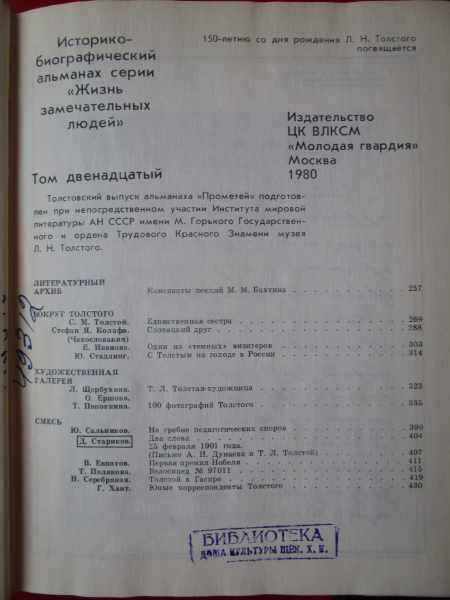 Историко-
биографический
альманах серии
«Жизнь
замечательных
людей»
150-летию со дня рождения Л. Н. Толстого
посвящается
Издательство
ЦК ВЛКСМ
«Молодая гвардия»
Москва
1980
Том двенадцатый
Толстовский выпуск альманаха «Прометей» подготов-
лен при непосредственном участии Института мировой
литературы АН СССР имени М. Горького Государствен-
ного и ордена Трудового Красного Знамени музея
Л. Н. Толстого.
ЛИТЕРАТУРНЫЙ
АРХИВ Конспекты лекций М. М. Бахтина 257
ВОКРУГ ТОЛСТОГО
С. М. Толстой. Единственная сестра 269
Стефан Я. Колафа. Словацкий друг 288
(Чехословакия)
Е. Иванова. Один из «темных» визитеров 303
Ю. Стадлинг. С Толстым на голоде в России 314
ХУДОЖЕСТВЕННАЯ
ГАЛЕРЕЯ
Л. Щербухина. Т. Л. Толстая-художница 323
О. Ершова.
Т. Поповкина. 100 фотографий Толстого 335
СМЕСЬ
Ю. Сальников. На гребне педагогических споров 399
Д. Стариков. Два слова 404
25 февраля 1901 года.
(Письмо А. Н. Дунаева к Т. Л. Толстой) 407
В. Евпатов. Первая премия Нобеля 411
Т. Полякова. Велосипед № 97011 415
Н. Серебряная. Толстой в Гаспре 419
Г. Хаит. Юные корреспонденты Толстого 430
БИБЛИОТЕКА
ДОМА КУЛЬТУРЫ ЩЕК. Х. К.